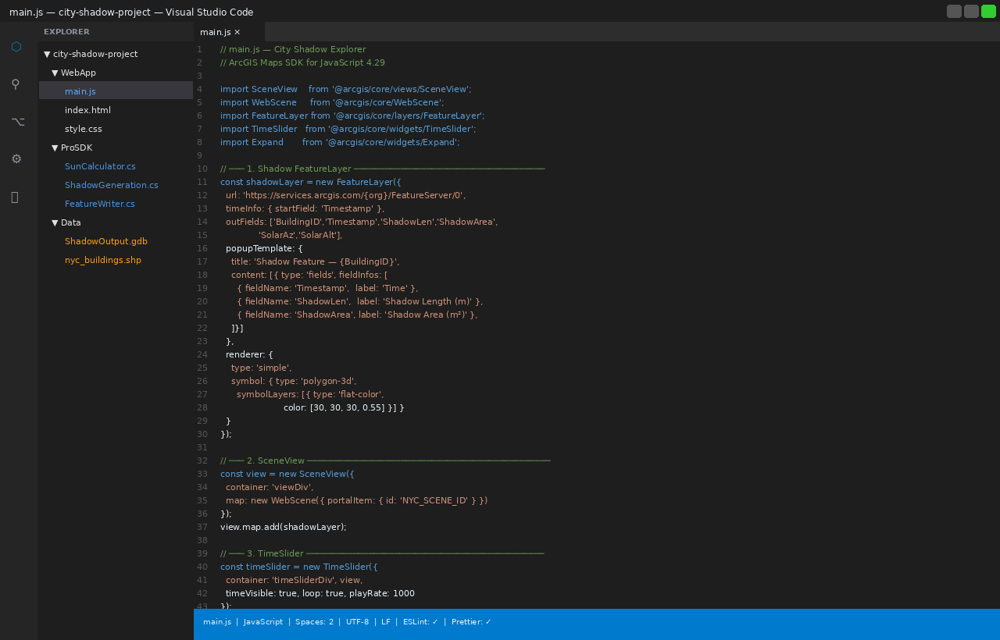 main.js — city-shadow-project — Visual Studio Code
EXPLORER
▼ city-shadow-project
▼ WebApp
main.js
index.html
style.css
▼ ProSDK
SunCalculator.cs
ShadowGeneration.cs
FeatureWriter.cs
▼ Data
ShadowOutput.gdb
nyc_buildings.shp
main.js ×
1 // main.js — City Shadow Explorer
2 // ArcGIS Maps SDK for JavaScript 4.29
3
4 import SceneView    from '@arcgis/core/views/SceneView';
5 import WebScene     from '@arcgis/core/WebScene';
6 import FeatureLayer from '@arcgis/core/layers/FeatureLayer';
7 import TimeSlider   from '@arcgis/core/widgets/TimeSlider';
8 import Expand       from '@arcgis/core/widgets/Expand';
9
10 // ─── 1. Shadow FeatureLayer ─────────────────────────────────────
11 const shadowLayer = new FeatureLayer({
12   url: 'https://services.arcgis.com/{org}/FeatureServer/0',
13   timeInfo: { startField: 'Timestamp' },
14   outFields: ['BuildingID','Timestamp','ShadowLen','ShadowArea',
15               'SolarAz','SolarAlt'],
16   popupTemplate: {
17     title: 'Shadow Feature — {BuildingID}',
18     content: [{ type: 'fields', fieldInfos: [
19       { fieldName: 'Timestamp',  label: 'Time' },
20       { fieldName: 'ShadowLen',  label: 'Shadow Length (m)' },
21       { fieldName: 'ShadowArea', label: 'Shadow Area (m²)' },
22     ]}]
23   },
24   renderer: {
25     type: 'simple',
26     symbol: { type: 'polygon-3d',
27       symbolLayers: [{ type: 'flat-color',
28                        color: [30, 30, 30, 0.55] }] }
29   }
30 });
31
32 // ─── 2. SceneView ───────────────────────────────────────────────
33 const view = new SceneView({
34   container: 'viewDiv',
35   map: new WebScene({ portalItem: { id: 'NYC_SCENE_ID' } })
36 });
37 view.map.add(shadowLayer);
38
39 // ─── 3. TimeSlider ──────────────────────────────────────────────
40 const timeSlider = new TimeSlider({
41   container: 'timeSliderDiv', view,
42   timeVisible: true, loop: true, playRate: 1000
43 });
main.js  |  JavaScript  |  Spaces: 2  |  UTF-8  |  LF  |  ESLint: ✓  |  Prettier: ✓